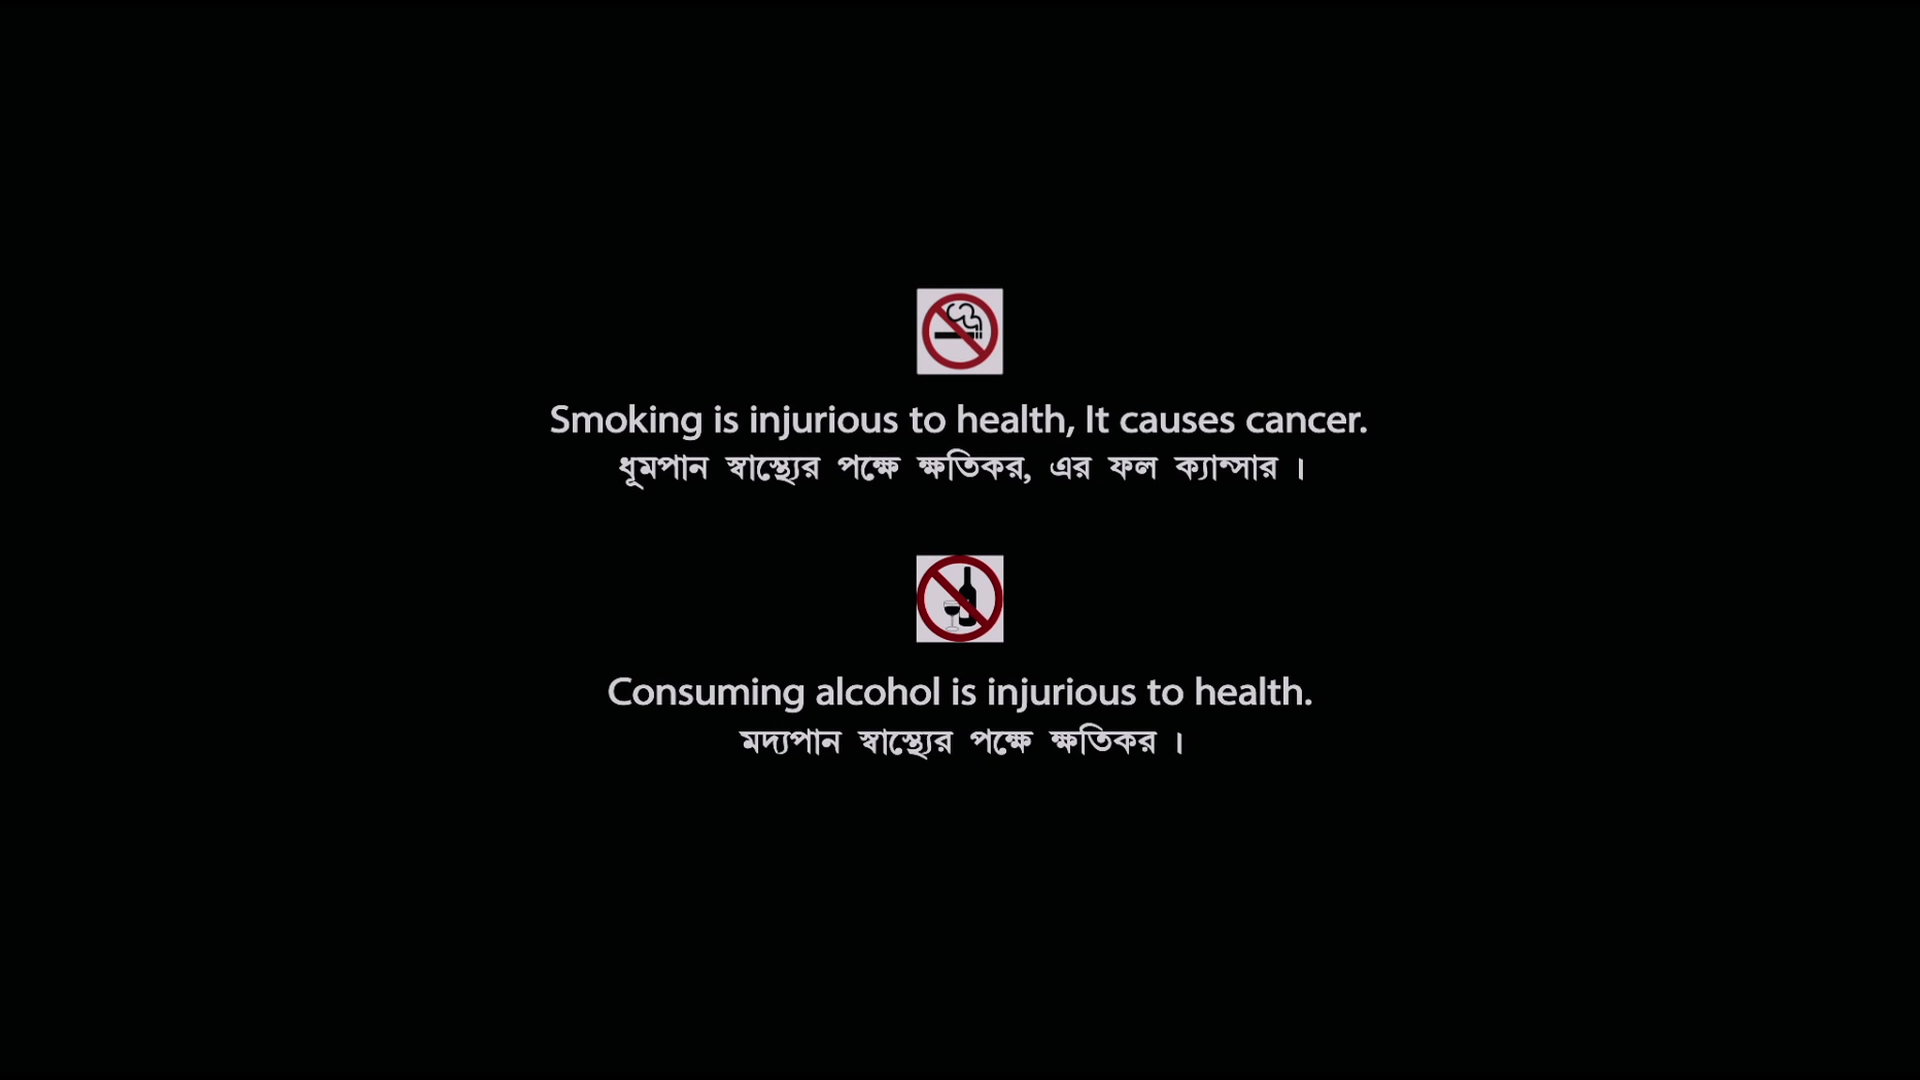 Smoking is injurious to health, It causes cancer.
ধূমপান স্বাস্থ্যের পক্ষে ক্ষতিকর, এর ফল ক্যান্সার ।
Consuming alcohol is injurious to health.
মদ্যপান স্বাস্থ্যের পক্ষে ক্ষতিকর ।